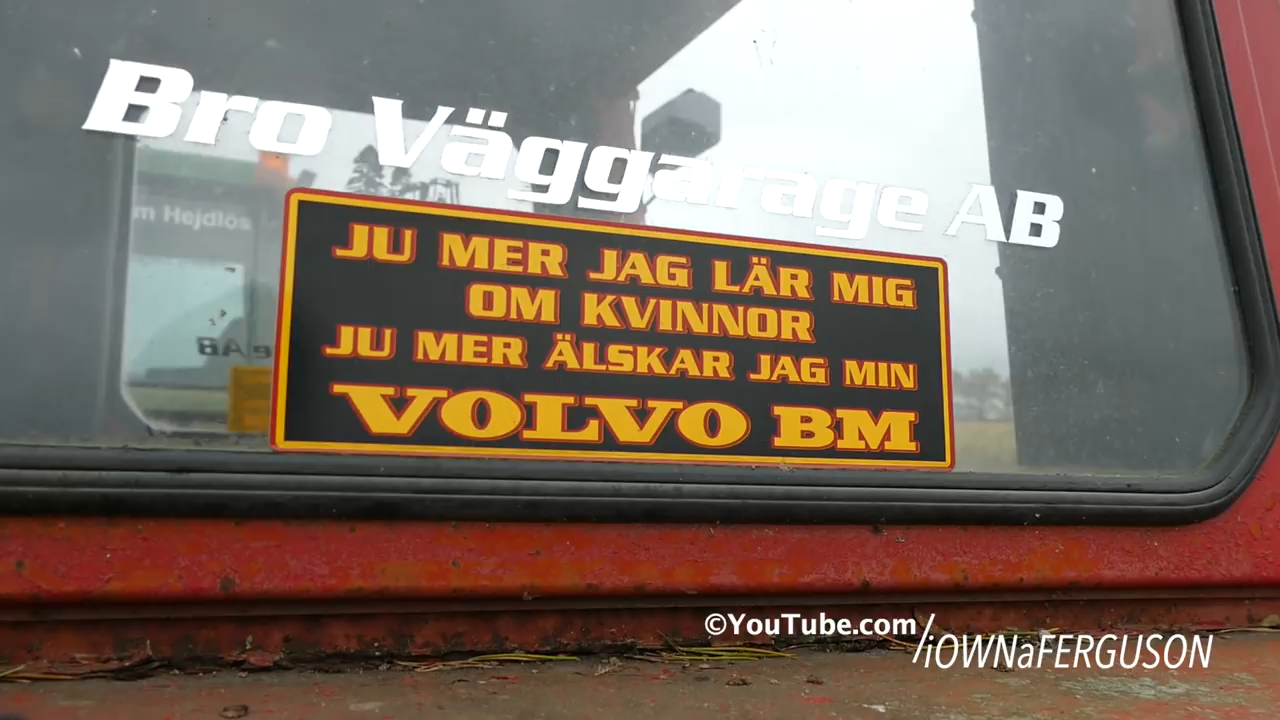 Bro Väggarage AB
m Hejdlös
JU MER JAG LÄR MIG
OM KVINNOR
JU MER ÄLSKAR JAG MIN
VOLVO BM
©YouTube.com/iOWNaFERGUSON